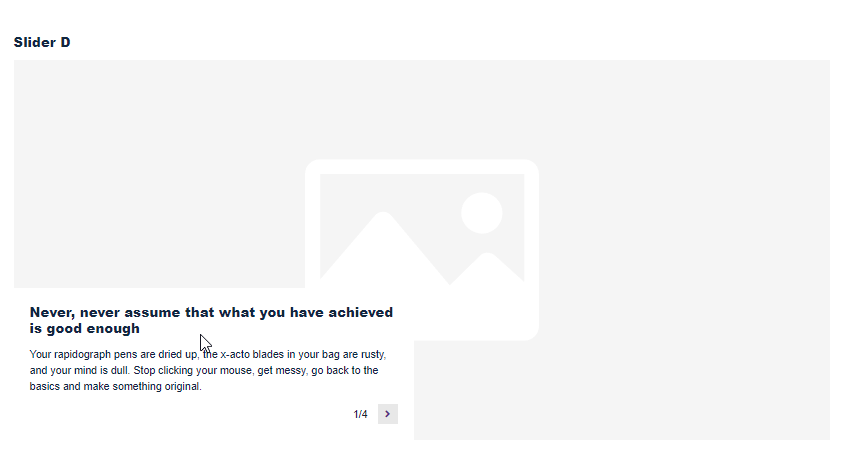 Slider D
Never, never assume that what you have achieved
is good enough
Your rapidograph pens are dried up, the x-acto blades in your bag are rusty,
and your mind is dull. Stop clicking your mouse, get messy, go back to the
basics and make something original.
1/4